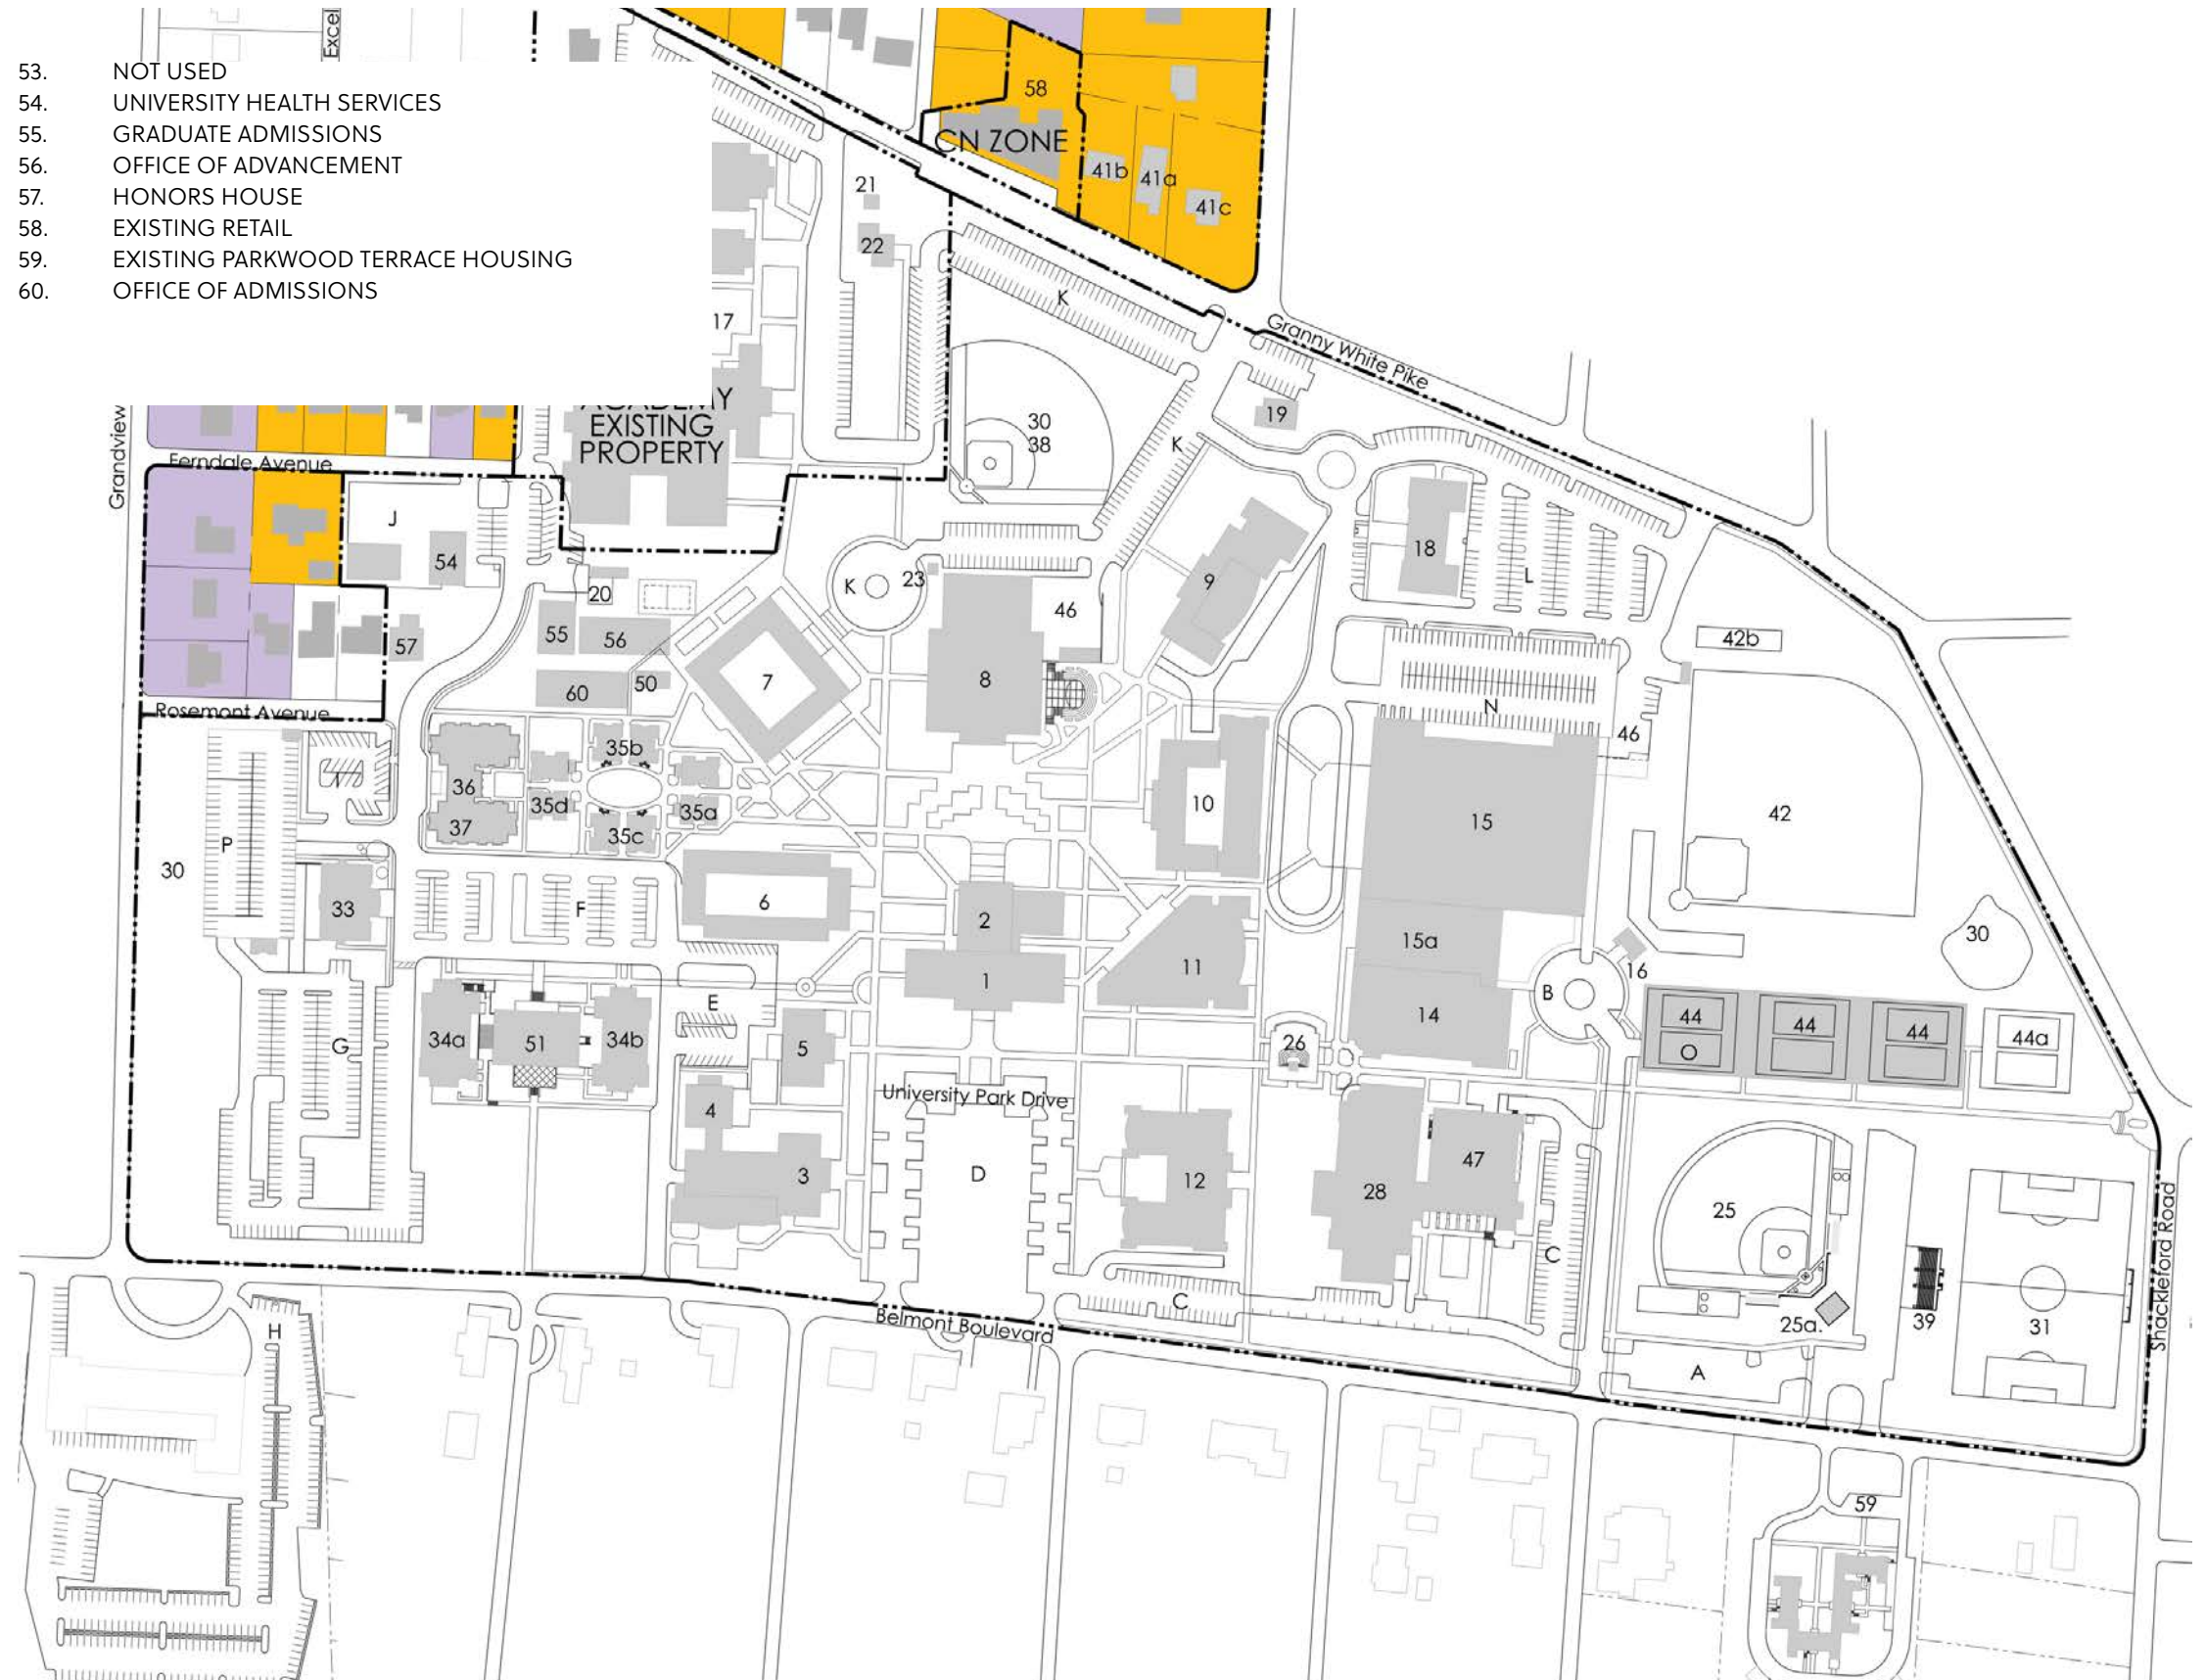 Excel
53. NOT USED
54. UNIVERSITY HEALTH SERVICES
55. GRADUATE ADMISSIONS
56. OFFICE OF ADVANCEMENT
57. HONORS HOUSE
58. EXISTING RETAIL
59. EXISTING PARKWOOD TERRACE HOUSING
60. OFFICE OF ADMISSIONS
58
CN ZONE
41b
41a
41c
21
22
17
K
Granny White Pike
ACADEMY
EXISTING
PROPERTY
30
38
K
19
Grandview
Ferndale Avenue
J
54
18
L
K
23
9
20
46
55
56
57
42b
7
8
60
50
Rosemont Avenue
N
46
35b
36
I
35d
35a
10
37
35c
15
42
P
30
33
F
6
2
15a
30
11
1
16
B
E
14
44
44
44
44a
O
G
34a
51
34b
5
26
University Park Drive
4
3
D
12
28
47
25
C
C
25a.
39
31
Shackleford Road
Belmont Boulevard
H
A
59